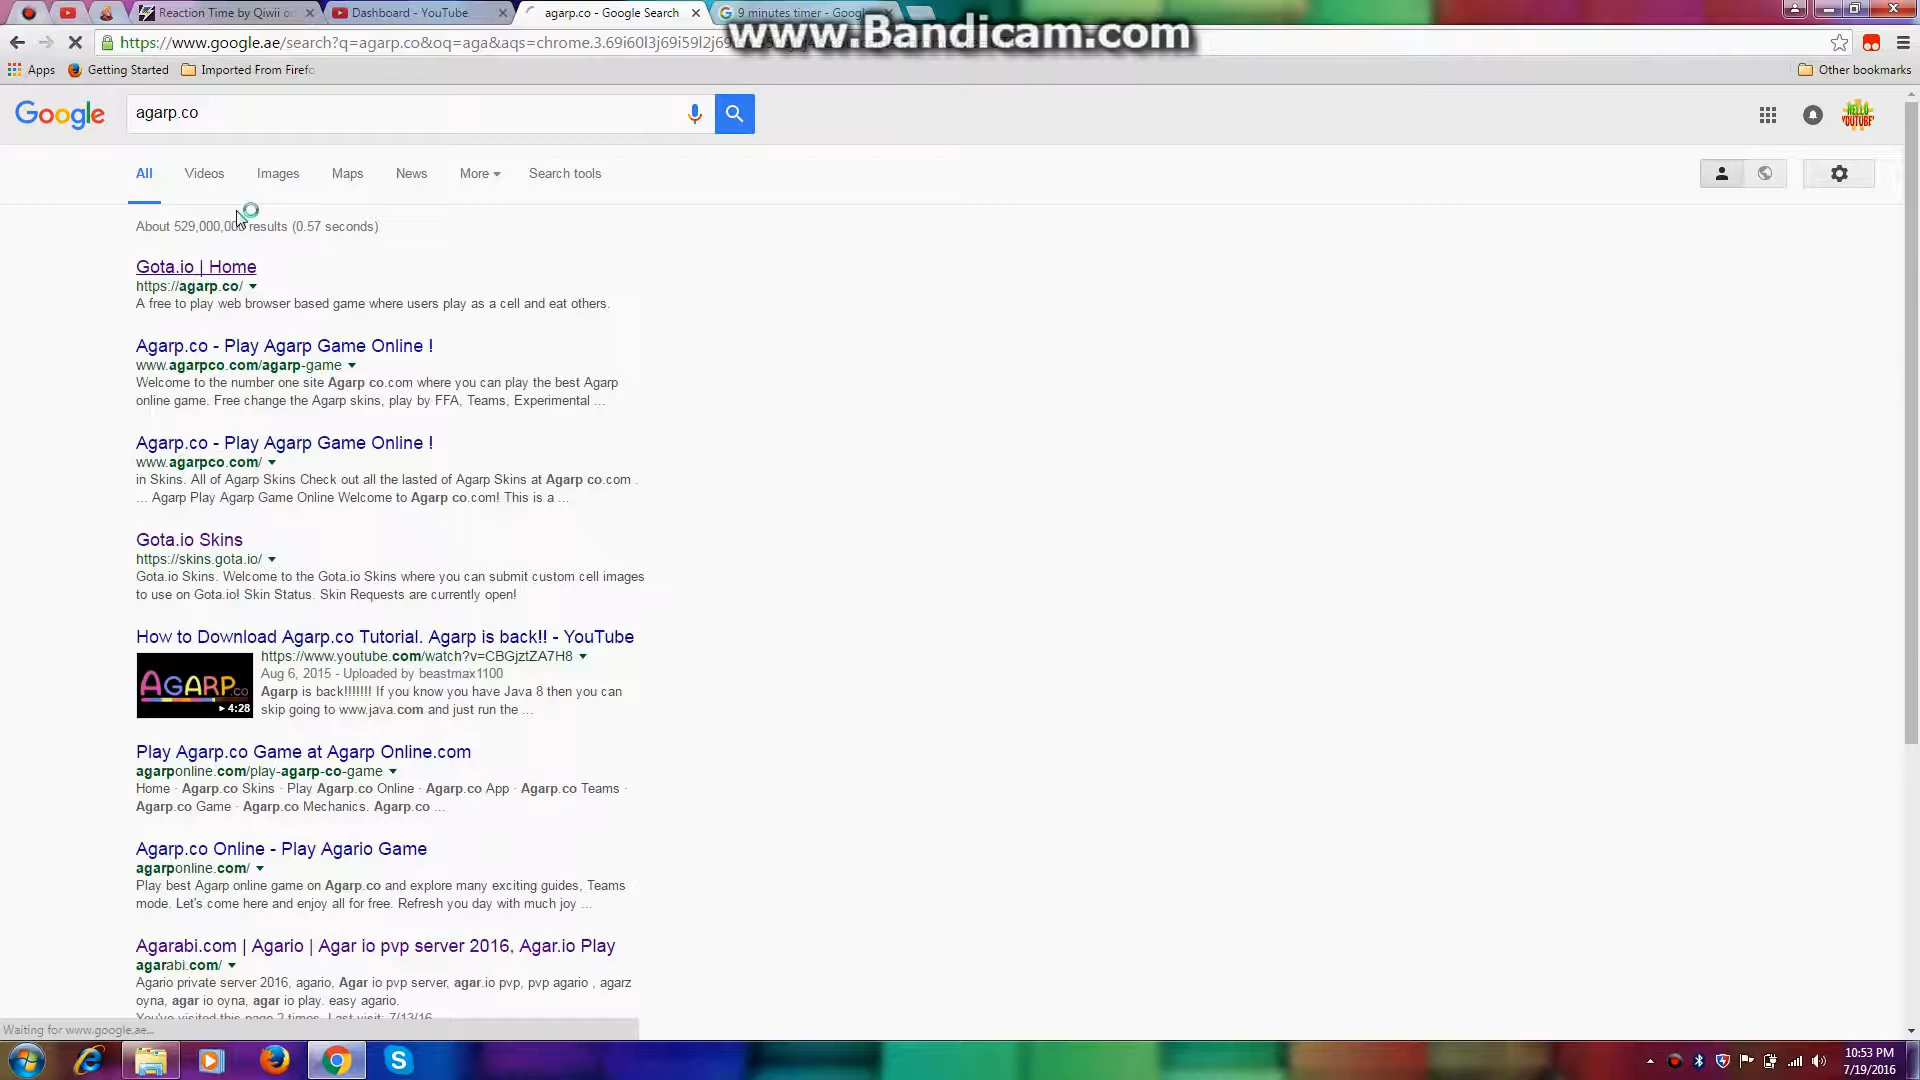 Reaction Time by Qiwii on
Dashboard - YouTube
agarp.co - Google Search
9 minutes timer - Goog
www.Bandicam.com
https://www.google.ae/search?q=agarp.co&oq=aga&aqs=chrome.3.69i60l3j69i59l2j69i
Apps
Getting Started
Imported From Firefo
Other bookmarks
Google
agarp.co
HELLO
YOUTUBE
All
Videos
Images
Maps
News
More
Search tools
About 529,000,000 results (0.57 seconds)
Gota.io | Home
https://agarp.co/
A free to play web browser based game where users play as a cell and eat others.
Agarp.co - Play Agarp Game Online !
www.agarpco.com/agarp-game
Welcome to the number one site Agarp co.com where you can play the best Agarp
online game. Free change the Agarp skins, play by FFA, Teams, Experimental ...
Agarp.co - Play Agarp Game Online !
www.agarpco.com/
in Skins. All of Agarp Skins Check out all the lasted of Agarp Skins at Agarp co.com .
... Agarp Play Agarp Game Online Welcome to Agarp co.com! This is a ...
Gota.io Skins
https://skins.gota.io/
Gota.io Skins. Welcome to the Gota.io Skins where you can submit custom cell images
to use on Gota.io! Skin Status. Skin Requests are currently open!
How to Download Agarp.co Tutorial. Agarp is back!! - YouTube
https://www.youtube.com/watch?v=CBGjztZA7H8
Aug 6, 2015 - Uploaded by beastmax1100
Agarp is back!!!!!!! If you know you have Java 8 then you can
skip going to www.java.com and just run the ...
AGARP.co
4:28
Play Agarp.co Game at Agarp Online.com
agarponline.com/play-agarp-co-game
Home · Agarp.co Skins · Play Agarp.co Online · Agarp.co App · Agarp.co Teams ·
Agarp.co Game · Agarp.co Mechanics. Agarp.co ...
Agarp.co Online - Play Agario Game
agarponline.com/
Play best Agarp online game on Agarp.co and explore many exciting guides, Teams
mode. Let's come here and enjoy all for free. Refresh you day with much joy ...
Agarabi.com | Agario | Agar io pvp server 2016, Agar.io Play
agarabi.com/
Agario private server 2016, agario, Agar io pvp server, agar.io pvp, pvp agario , agarz
oyna, agar io oyna, agar io play. easy agario.
You've visited this page 2 times. Last visit: 7/13/16
Waiting for www.google.ae...
10:53 PM
7/19/2016